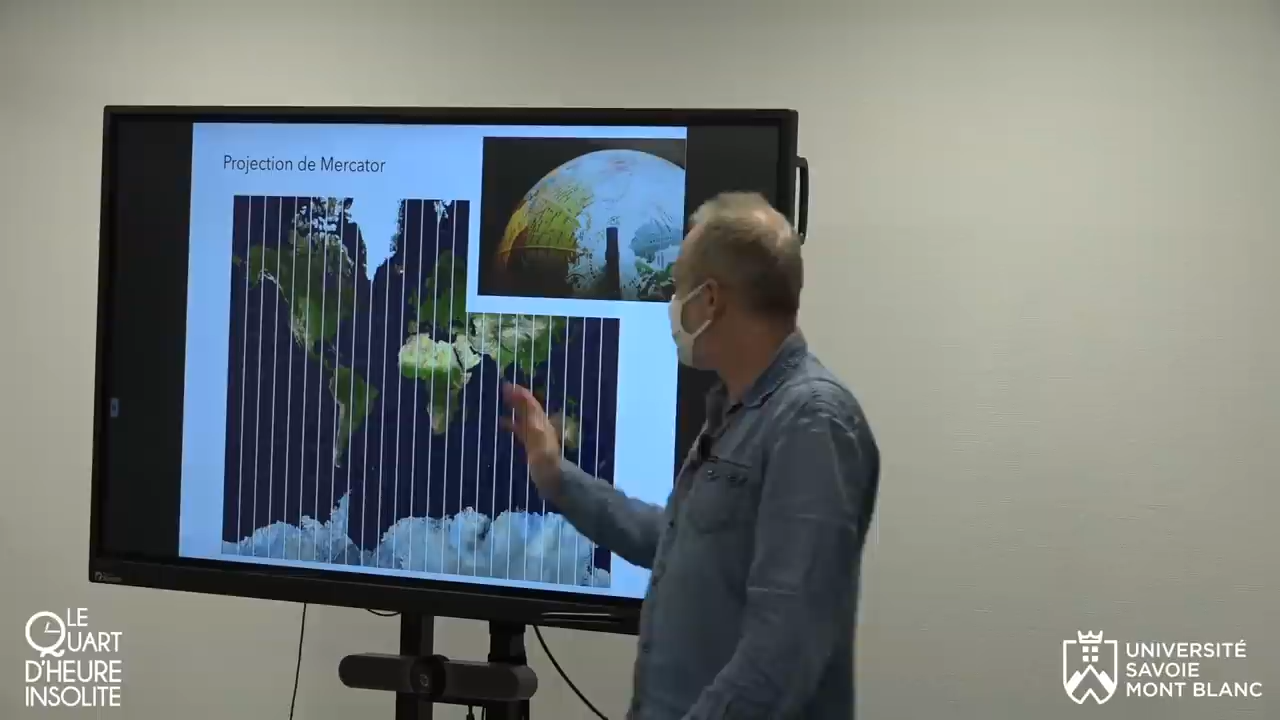 Projection de Mercator
LE
QUART
D'HEURE
INSOLITE
UNIVERSITÉ
SAVOIE
MONT BLANC